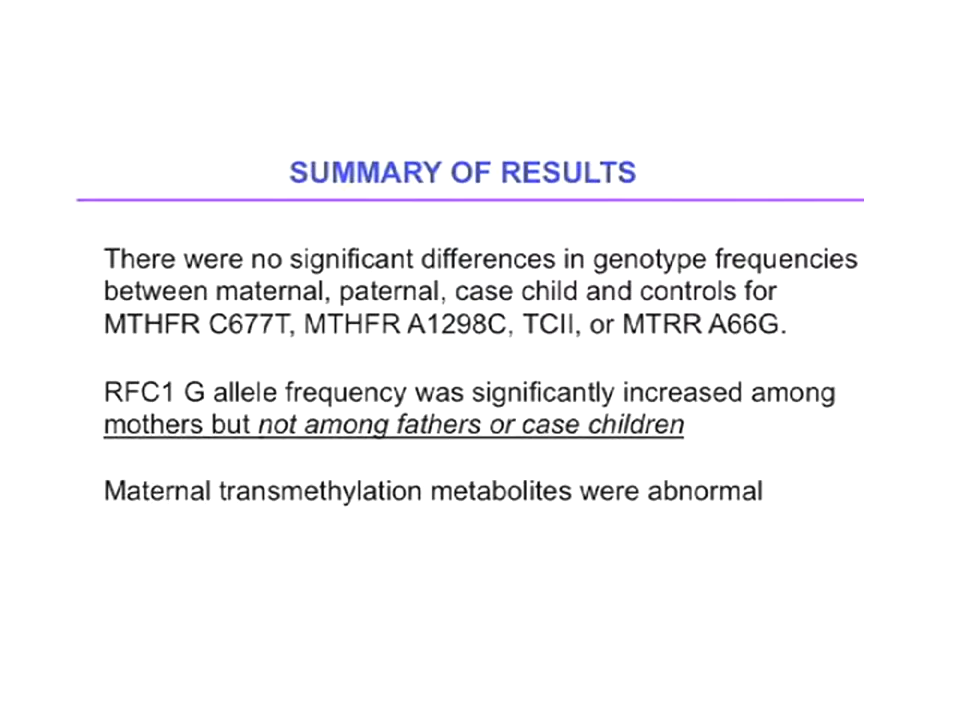 SUMMARY OF RESULTS
There were no significant differences in genotype frequencies
between maternal, paternal, case child and controls for
MTHFR C677T, MTHFR A1298C, TCII, or MTRR A66G.
RFC1 G allele frequency was significantly increased among
mothers but not among fathers or case children
Maternal transmethylation metabolites were abnormal